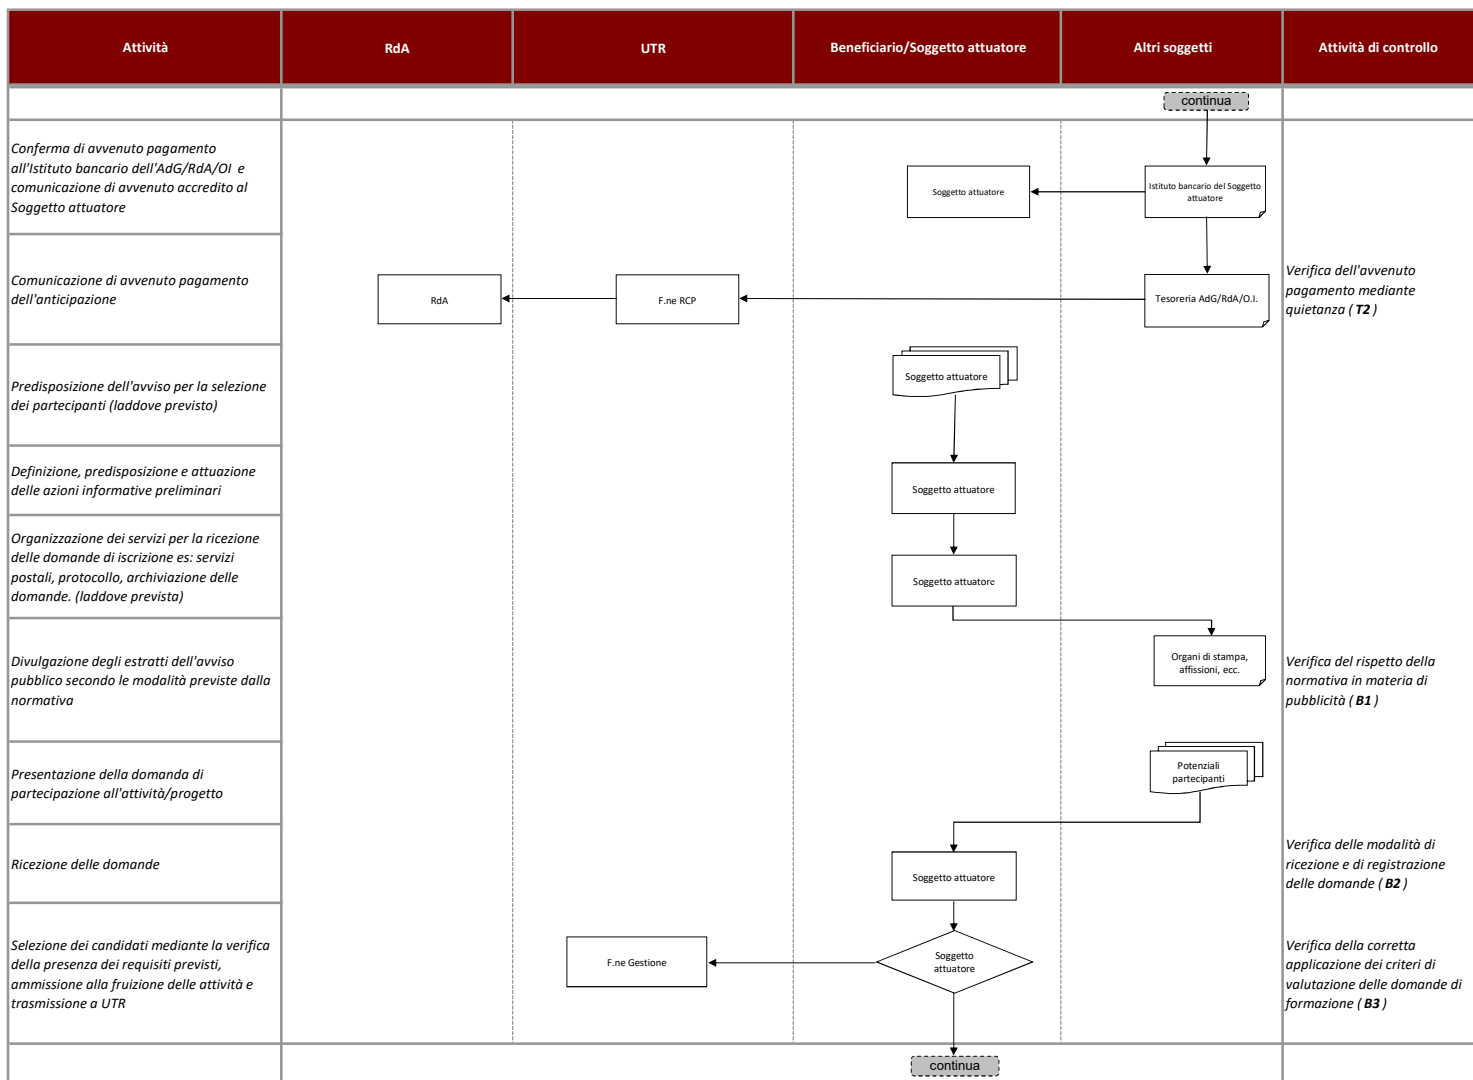 Attività
RdA
UTR
Beneficiario/Soggetto attuatore
Altri soggetti
Attività di controllo
continua
Conferma di avvenuto pagamento
all'Istituto bancario dell'AdG/RdA/OI e
comunicazione di avvenuto accredito al
Soggetto attuatore
Soggetto attuatore
Istituto bancario del Soggetto
attuatore
Comunicazione di avvenuto pagamento
dell'anticipazione
RdA
F.ne RCP
Tesoreria AdG/RdA/O.I.
Verifica dell'avvenuto
pagamento mediante
quietanza ( T2 )
Predisposizione dell'avviso per la selezione
dei partecipanti (laddove previsto)
Soggetto attuatore
Definizione, predisposizione e attuazione
delle azioni informative preliminari
Soggetto attuatore
Organizzazione dei servizi per la ricezione
delle domande di iscrizione es: servizi
postali, protocollo, archiviazione delle
domande. (laddove prevista)
Soggetto attuatore
Divulgazione degli estratti dell'avviso
pubblico secondo le modalità previste dalla
normativa
Organi di stampa,
affissioni, ecc.
Verifica del rispetto della
normativa in materia di
pubblicità ( B1 )
Presentazione della domanda di
partecipazione all'attività/progetto
Potenziali
partecipanti
Ricezione delle domande
Soggetto attuatore
Verifica delle modalità di
ricezione e di registrazione
delle domande ( B2 )
Selezione dei candidati mediante la verifica
della presenza dei requisiti previsti,
ammissione alla fruizione delle attività e
trasmissione a UTR
F.ne Gestione
Soggetto
attuatore
Verifica della corretta
applicazione dei criteri di
valutazione delle domande di
formazione ( B3 )
continua